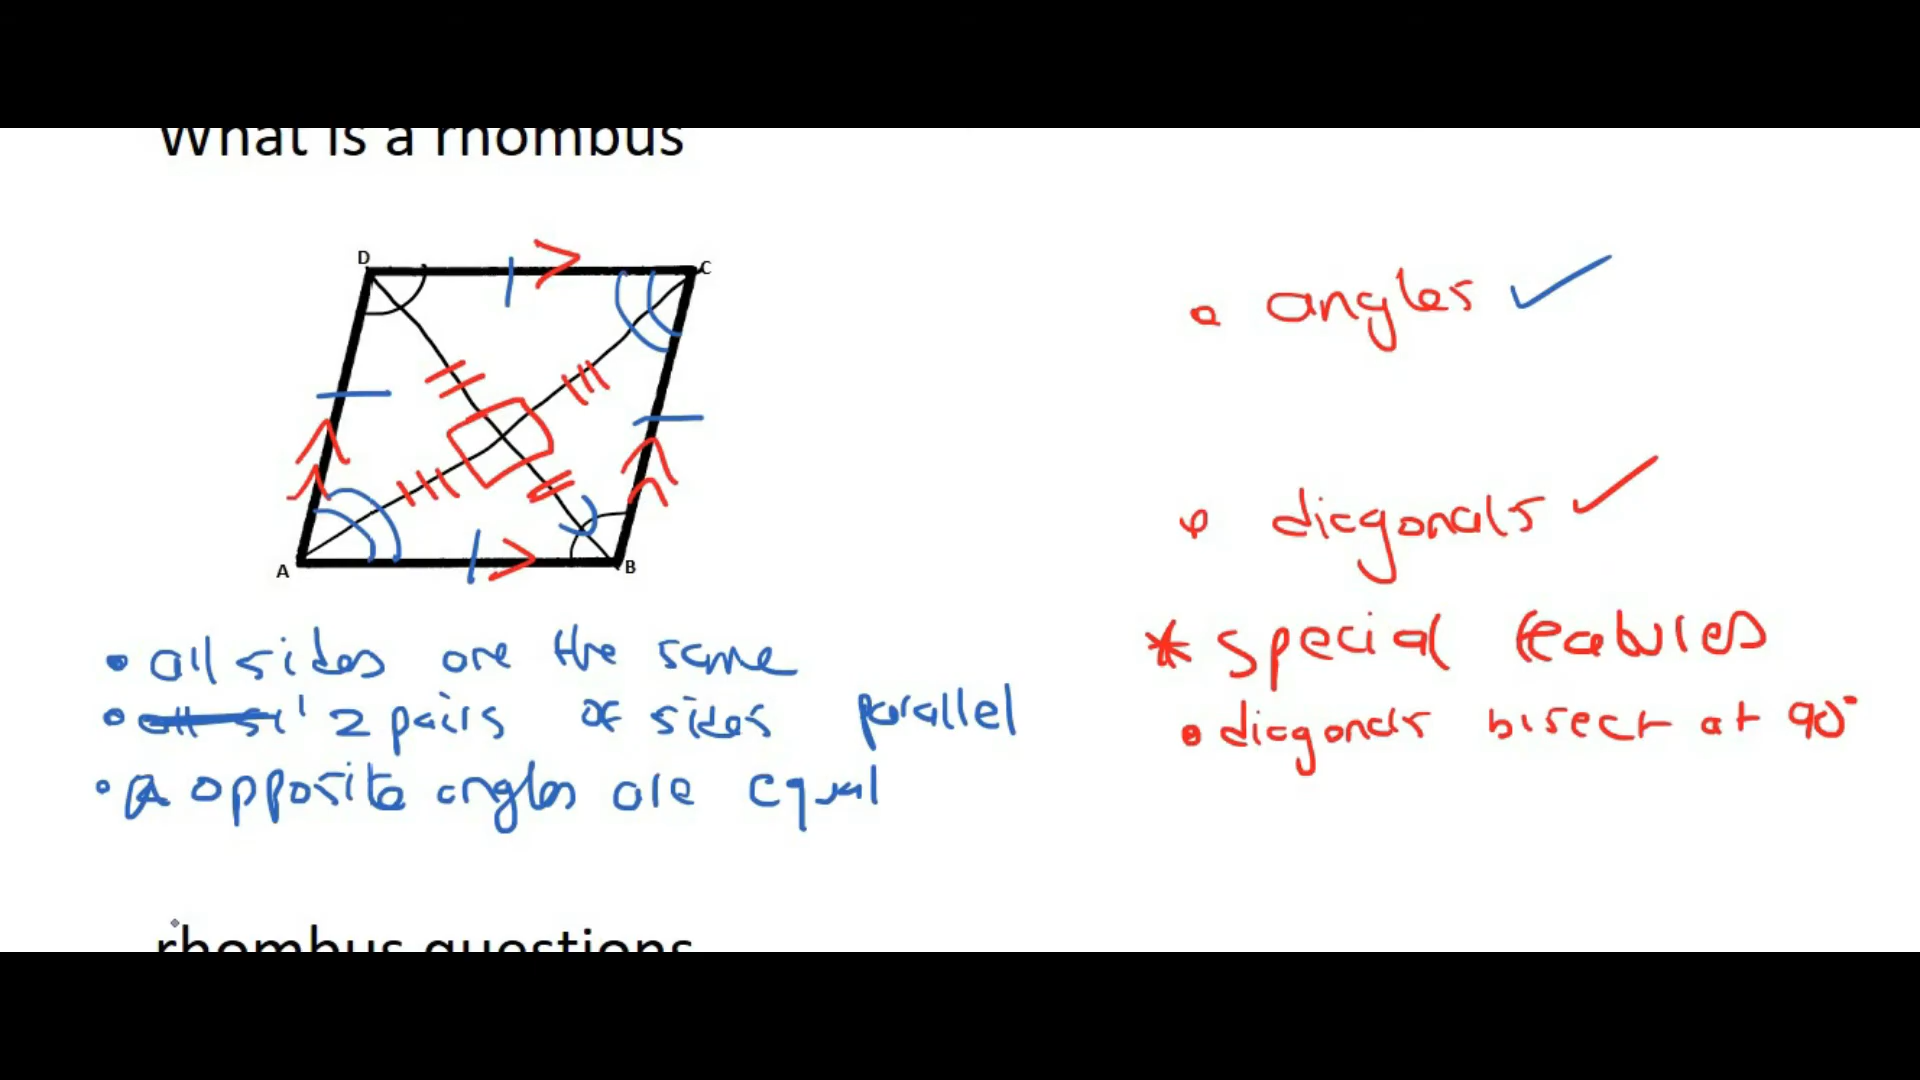 What is a rhombus
D
C
A
B
• angles ✓
• diagonals ✓
* special features
• diagonals bisect at 90°
• all sides are the same
• 2 pairs of sides parallel
• opposite angles are equal
rhombus questions